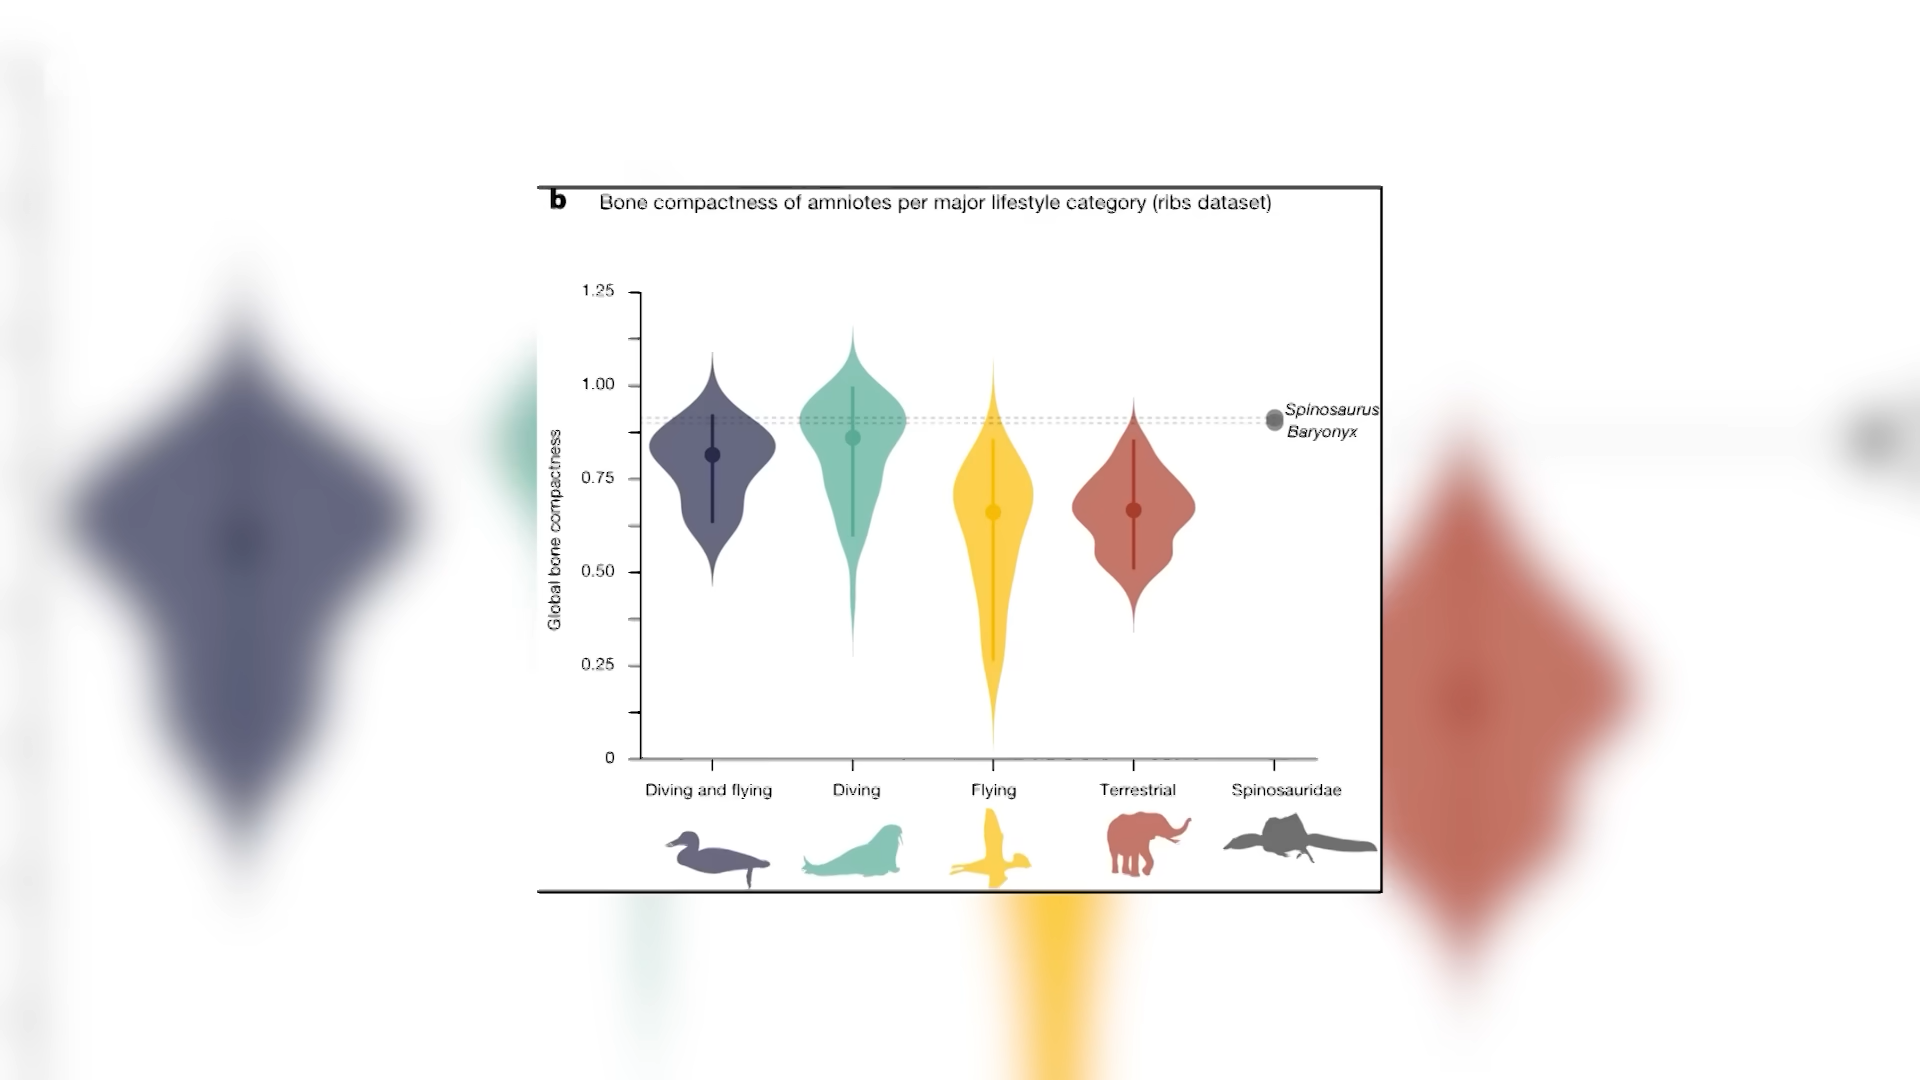 b Bone compactness of amniotes per major lifestyle category (ribs dataset)
1.25
1.00
0.75
0.50
0.25
0
Global bone compactness
Spinosaurus
Baryonyx
Diving and flying Diving Flying Terrestrial Spinosauridae